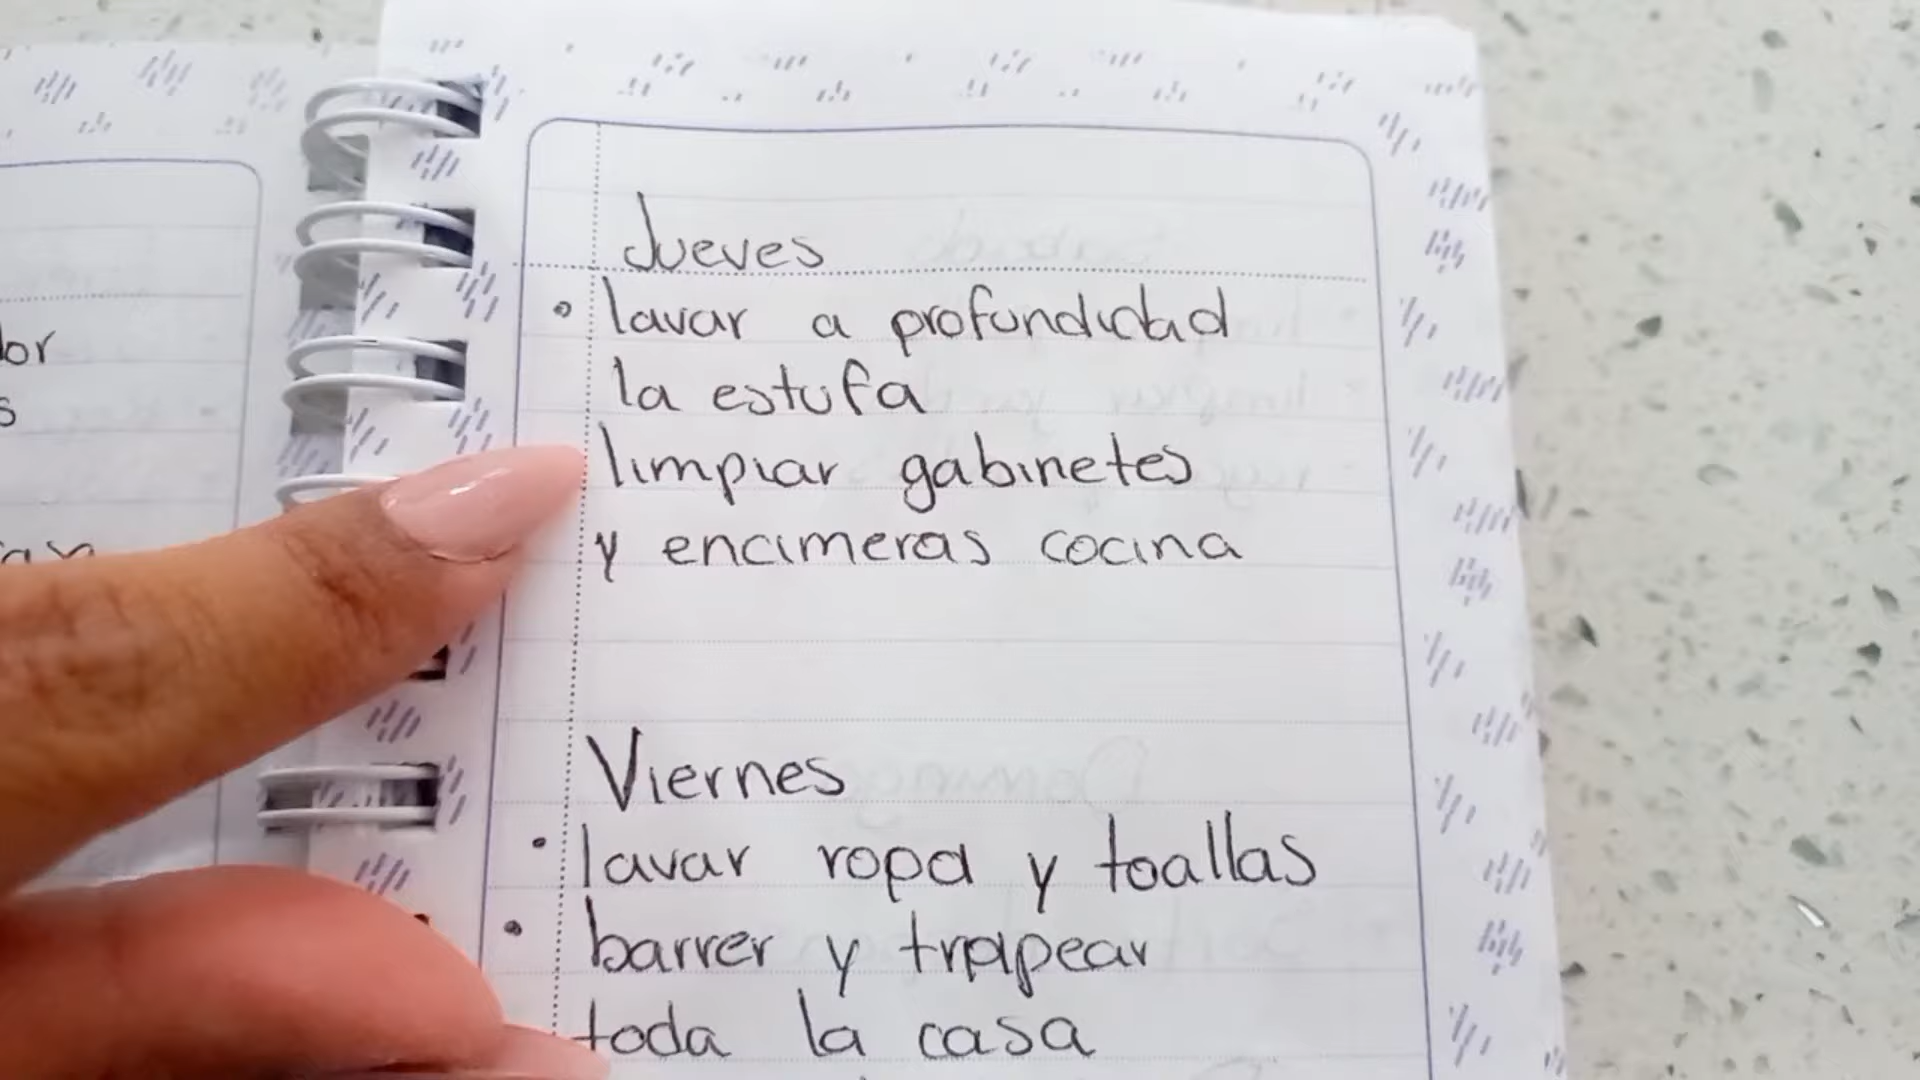 Jueves
• lavar a profundidad
la estufa
limpiar gabinetes
y encimeras cocina
Viernes
• lavar ropa y toallas
• barrer y trapear
toda la casa